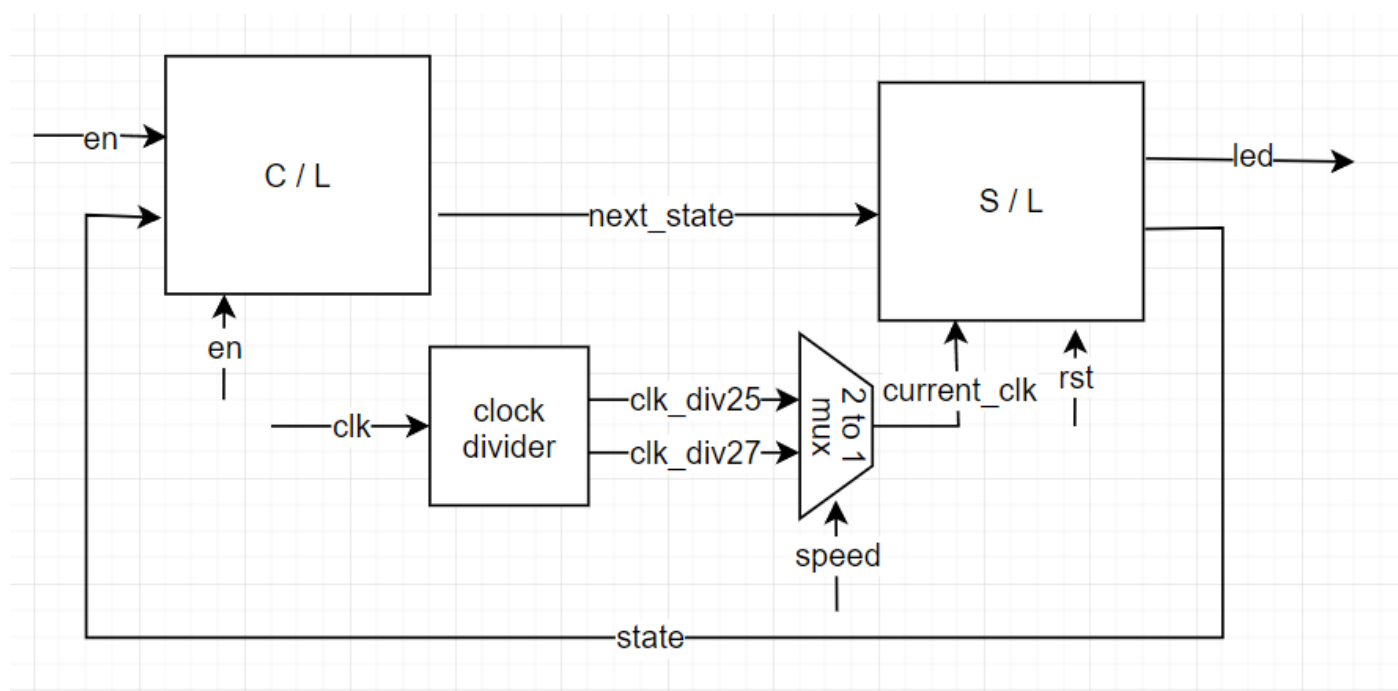 en
C / L
next_state
S / L
led
en
clk
clock
divider
clk_div25
clk_div27
2 to 1
mux
current_clk
rst
speed
state